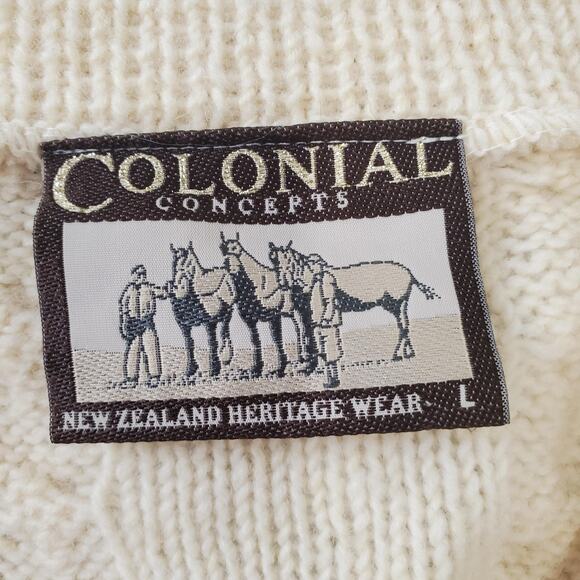 COLONIAL
CONCEPTS
NEW ZEALAND HERITAGE WEAR L